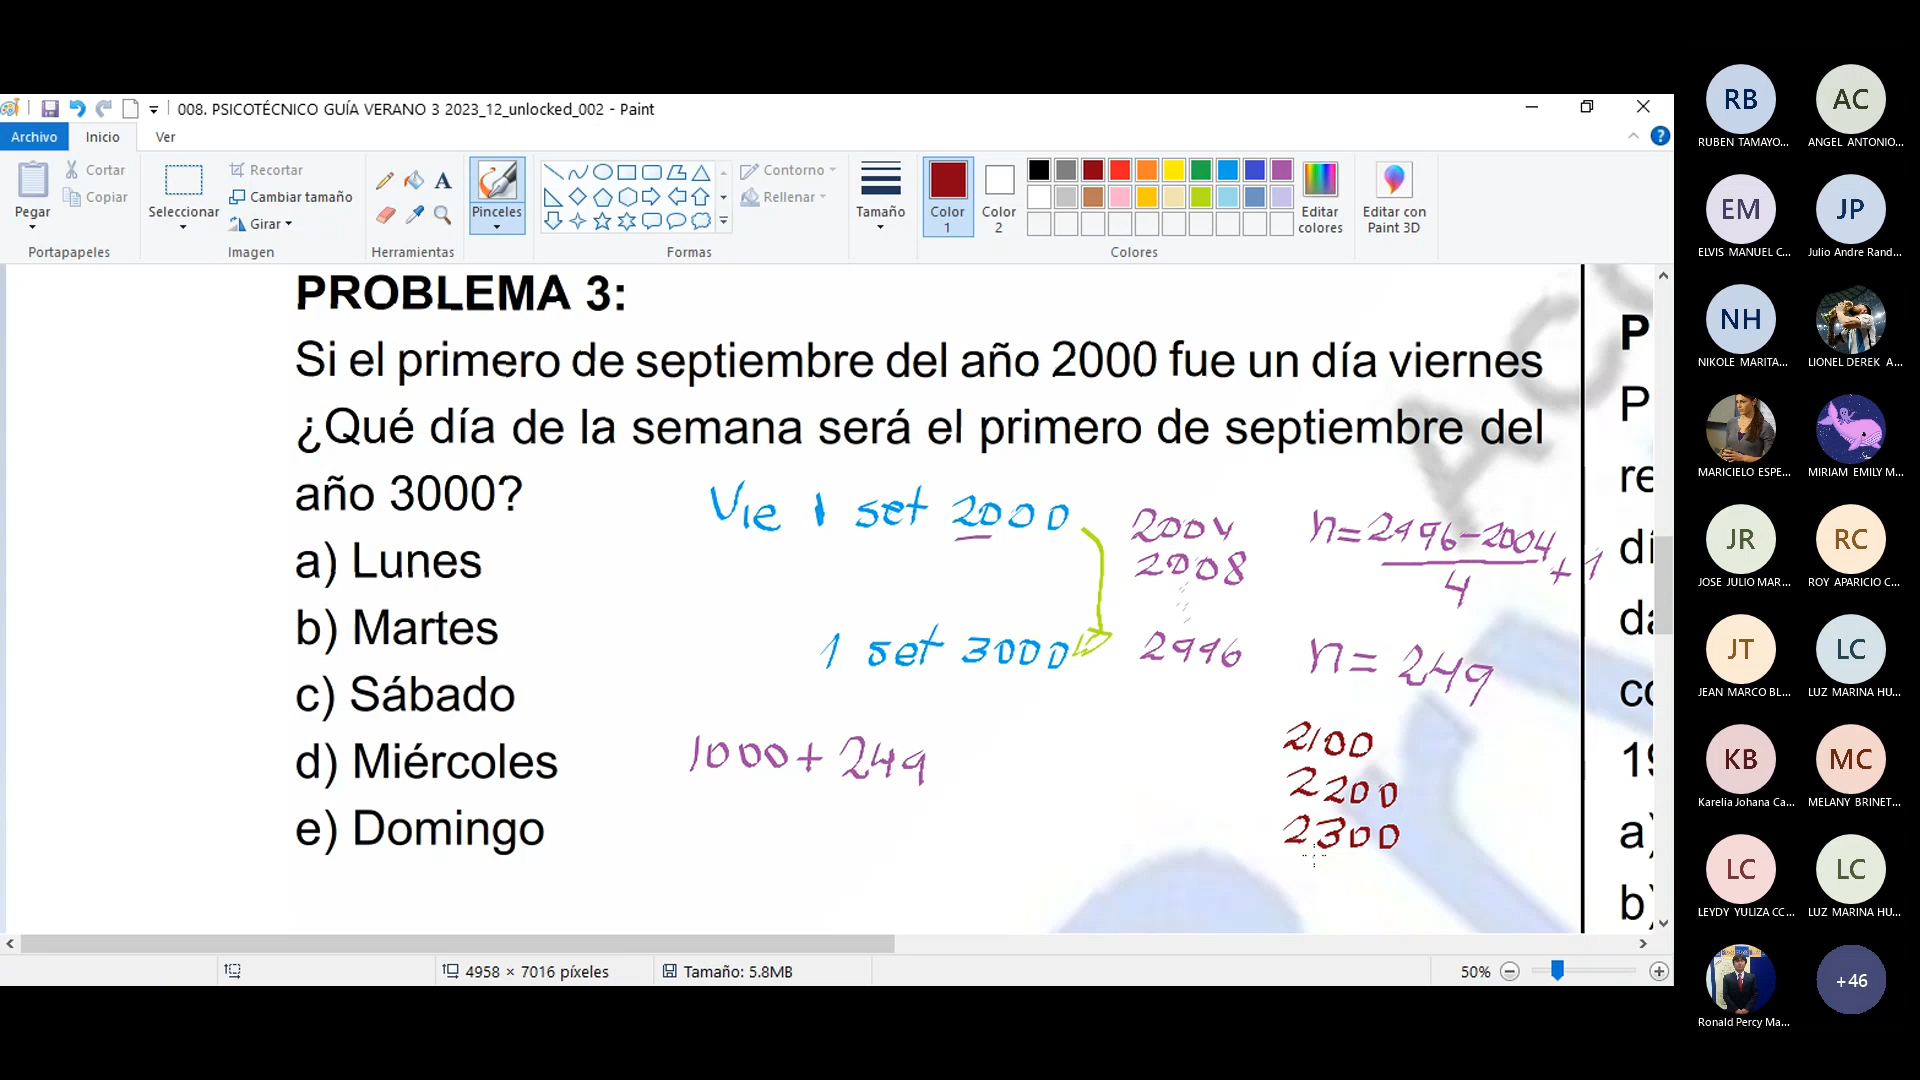 008. PSICOTÉCNICO GUÍA VERANO 3 2023_12_unlocked_002 - Paint
Archivo Inicio Ver
Pegar
Cortar
Copiar
Portapapeles
Seleccionar
Recortar
Cambiar tamaño
Girar
Imagen
Herramientas
Pinceles
Contorno
Rellenar
Formas
Tamaño
Color 1
Color 2
Editar colores
Editar con Paint 3D
Colores
PROBLEMA 3:
Si el primero de septiembre del año 2000 fue un día viernes
¿Qué día de la semana será el primero de septiembre del
año 3000?
a) Lunes
b) Martes
c) Sábado
d) Miércoles
e) Domingo
Vie 1 set 2000
1 set 3000
2004
2008
2996
n = 2996 - 2004 / 4 + 1
n = 249
1000 + 249
2100
2200
2300
P
P
re
dí
da
co
19
a)
b)
4958 × 7016 píxeles
Tamaño: 5.8MB
50%
RB
RUBEN TAMAYO...
AC
ANGEL ANTONIO...
EM
ELVIS MANUEL C...
JP
Julio Andre Rand...
NH
NIKOLE MARITA...
LIONEL DEREK A...
MARICIELO ESPE...
MIRIAM EMILY M...
JR
JOSE JULIO MAR...
RC
ROY APARICIO C...
JT
JEAN MARCO BL...
LC
LUZ MARINA HU...
KB
Karelia Johana Ca...
MC
MELANY BRINET...
LC
LEYDY YULIZA CC...
LC
LUZ MARINA HU...
Ronald Percy Ma...
+46